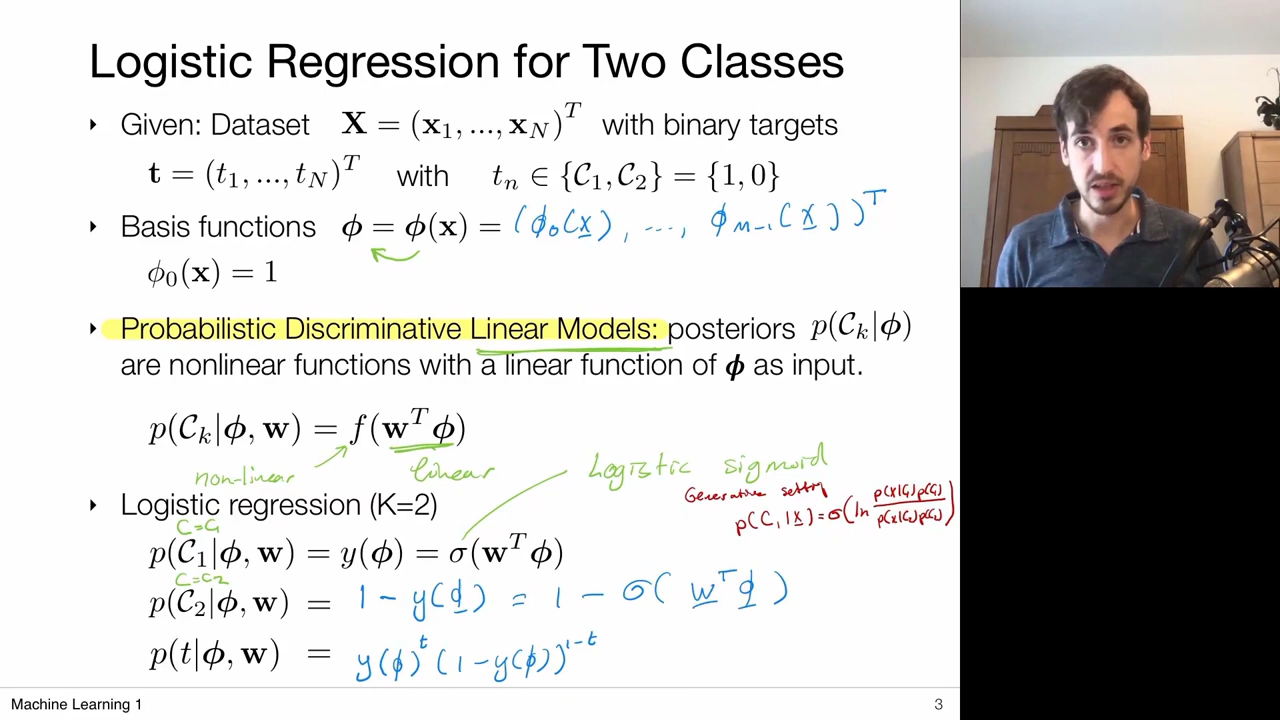 Logistic Regression for Two Classes
‣ Given: Dataset X = (x₁, ..., x_N)^T with binary targets
t = (t₁, ..., t_N)^T with t_n ∈ {C₁, C₂} = {1, 0}
‣ Basis functions ϕ = ϕ(x) = (ϕ₀(x), ..., ϕ_{M-1}(x))^T
ϕ₀(x) = 1
‣ Probabilistic Discriminative Linear Models: posteriors p(C_k|ϕ)
are nonlinear functions with a linear function of ϕ as input.
p(C_k|ϕ, w) = f(w^T ϕ)
non-linear linear Logistic sigmoid
Generative setting
p(C₁|x) = σ(ln p(x|C₁)p(C₁) / p(x|C₂)p(C₂))
‣ Logistic regression (K=2)
C=C₁
p(C₁|ϕ, w) = y(ϕ) = σ(w^T ϕ)
C=C₂
p(C₂|ϕ, w) = 1 - y(ϕ) = 1 - σ(w^T ϕ)
p(t|ϕ, w) = y(ϕ)^t (1-y(ϕ))^{1-t}
Machine Learning 1 3